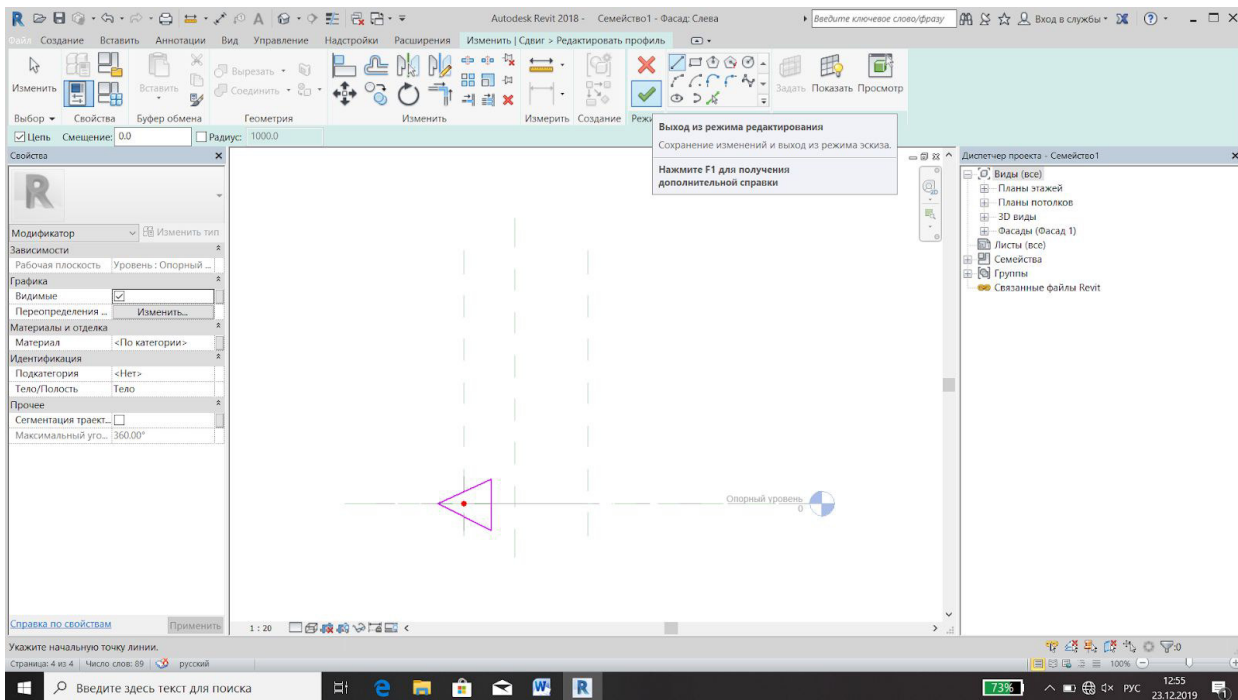 Autodesk Revit 2018 - Семейство1 - Фасад: Слева
Введите ключевое слово/фразу
Вход в службы
Файл Создание Вставить Аннотации Вид Управление Надстройки Расширения Изменить | Сдвиг > Редактировать профиль
Изменить Вставить Вырезать Соединить Задать Показать Просмотр
Выбор Свойства Буфер обмена Геометрия Изменить Измерить Создание
Цепь Смещение: 0.0 Радиус: 1000.0
Выход из режима редактирования
Сохранение изменений и выход из режима эскиза.
Нажмите F1 для получения
дополнительной справки
Свойства
R
Модификатор Изменить тип
Зависимости
Рабочая плоскость Уровень : Опорный ...
Графика
Видимые
Переопределения ... Изменить...
Материалы и отделка
Материал <По категории>
Идентификация
Подкатегория <Нет>
Тело/Полость Тело
Прочее
Сегментация траект...
Максимальный уго... 360.00°
Справка по свойствам Применить
Опорный уровень
0
1 : 20
Диспетчер проекта - Семейство1
Виды (все)
Планы этажей
Планы потолков
3D виды
Фасады (Фасад 1)
Листы (все)
Семейства
Группы
Связанные файлы Revit
Укажите начальную точку линии.
:0
Страница: 4 из 4 Число слов: 89 русский
100%
Введите здесь текст для поиска
73%
РУС
12:55
23.12.2019